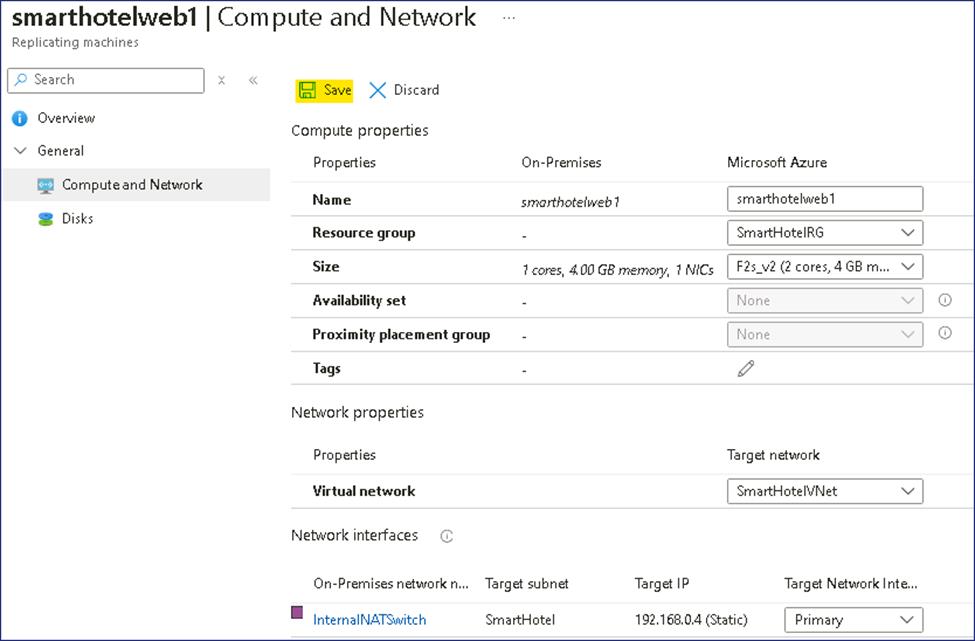 smarthotelweb1 | Compute and Network ...
Replicating machines
Search
Save Discard
Overview
General
Compute and Network
Disks
Compute properties
Properties On-Premises Microsoft Azure
Name smarthotelweb1 smarthotelweb1
Resource group - SmartHotelRG
Size 1 cores, 4.00 GB memory, 1 NICs F2s_v2 (2 cores, 4 GB m...
Availability set - None
Proximity placement group - None
Tags -
Network properties
Properties Target network
Virtual network SmartHotelVNet
Network interfaces
On-Premises network n... Target subnet Target IP Target Network Inte...
InternalNATSwitch SmartHotel 192.168.0.4 (Static) Primary